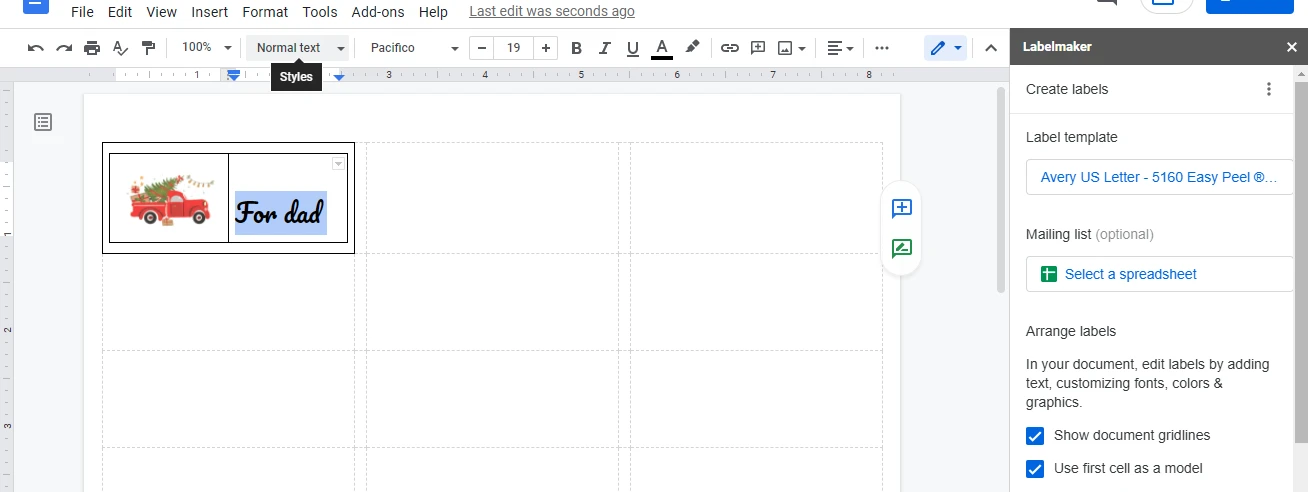 File Edit View Insert Format Tools Add-ons Help Last edit was seconds ago
100% Normal text Pacifico − 19 + B I U A
Labelmaker ×
Styles
1 3 4 5 6 7 8
Create labels
Label template
Avery US Letter - 5160 Easy Peel ®...
For dad
Mailing list (optional)
Select a spreadsheet
1
2
3
Arrange labels
In your document, edit labels by adding
text, customizing fonts, colors &
graphics.
Show document gridlines
Use first cell as a model